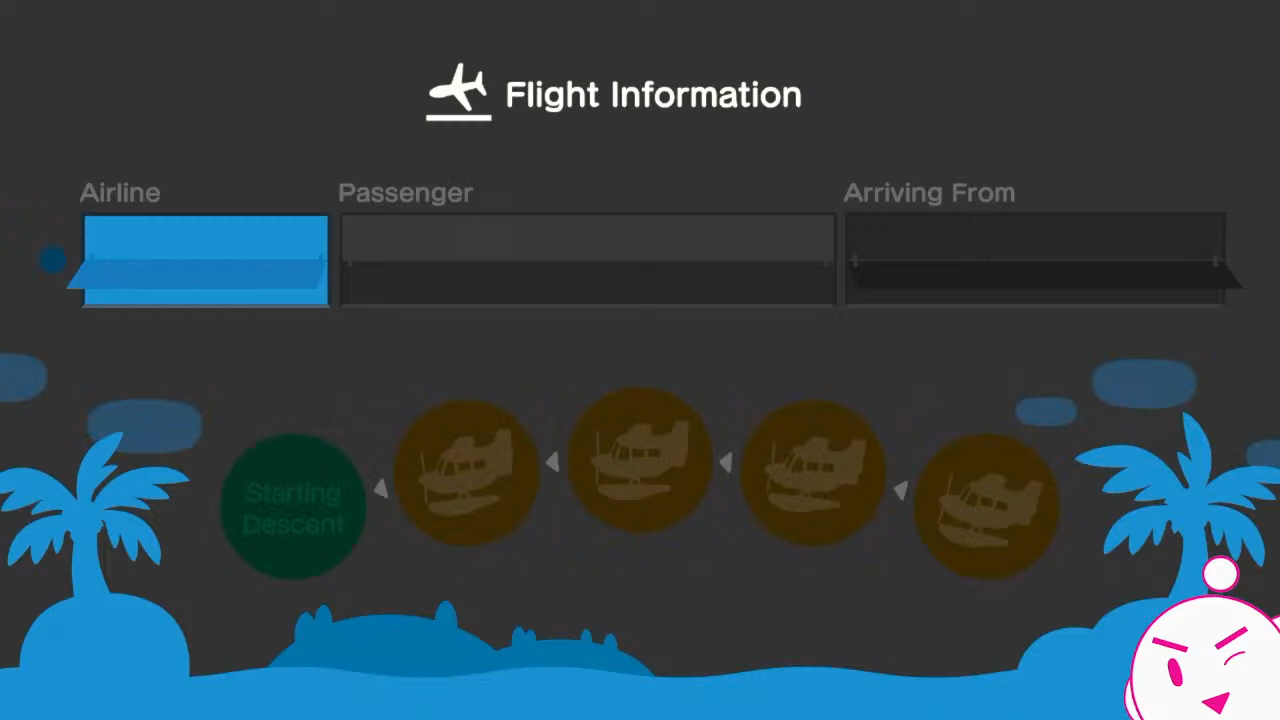 Flight Information
Airline
Passenger
Arriving From
Starting
Descent